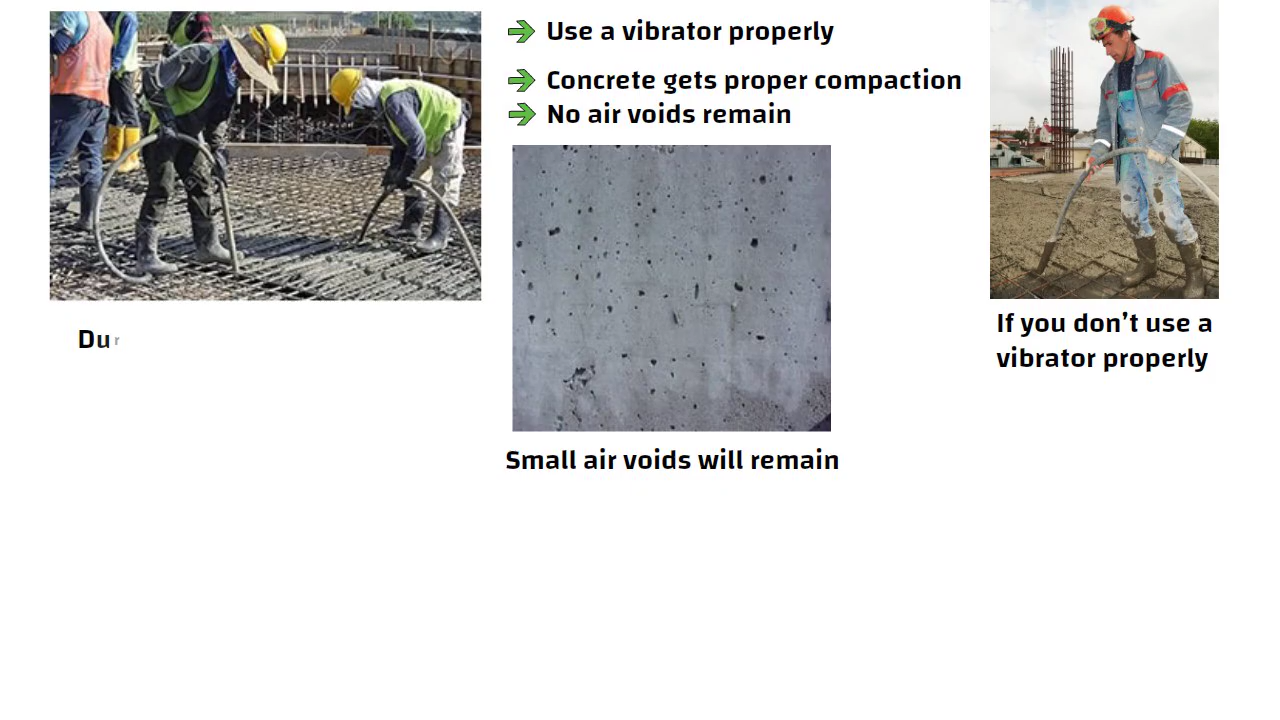 Use a vibrator properly
Concrete gets proper compaction
No air voids remain
If you don't use a
vibrator properly
Dur
Small air voids will remain